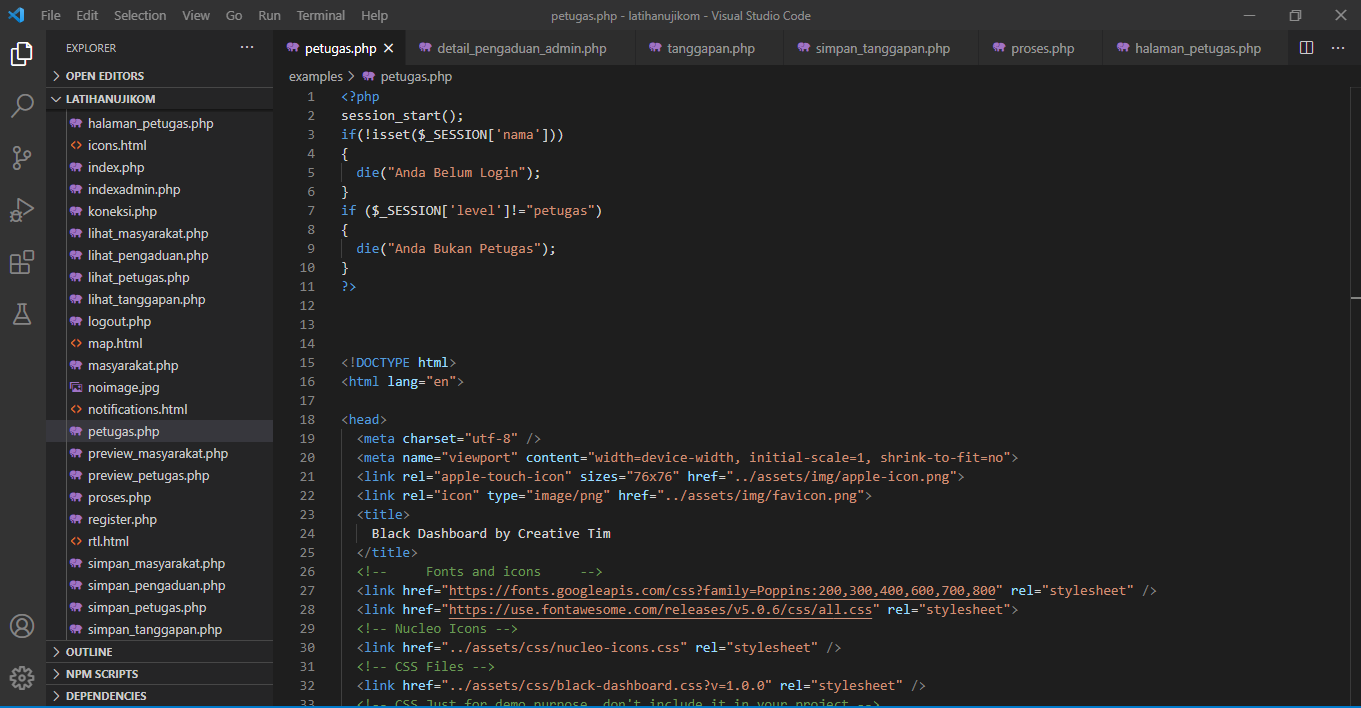 File Edit Selection View Go Run Terminal Help petugas.php - latihanujikom - Visual Studio Code
EXPLORER
OPEN EDITORS
LATIHANUJIKOM
halaman_petugas.php
icons.html
index.php
indexadmin.php
koneksi.php
lihat_masyarakat.php
lihat_pengaduan.php
lihat_petugas.php
lihat_tanggapan.php
logout.php
map.html
masyarakat.php
noimage.jpg
notifications.html
petugas.php
preview_masyarakat.php
preview_petugas.php
proses.php
register.php
rtl.html
simpan_masyarakat.php
simpan_pengaduan.php
simpan_petugas.php
simpan_tanggapan.php
OUTLINE
NPM SCRIPTS
DEPENDENCIES
petugas.php detail_pengaduan_admin.php tanggapan.php simpan_tanggapan.php proses.php halaman_petugas.php
examples > petugas.php
1 <?php
2 session_start();
3 if(!isset($_SESSION['nama']))
4 {
5 die("Anda Belum Login");
6 }
7 if ($_SESSION['level']!="petugas")
8 {
9 die("Anda Bukan Petugas");
10 }
11 ?>
12
13
14
15 <!DOCTYPE html>
16 <html lang="en">
17
18 <head>
19 <meta charset="utf-8" />
20 <meta name="viewport" content="width=device-width, initial-scale=1, shrink-to-fit=no">
21 <link rel="apple-touch-icon" sizes="76x76" href="../assets/img/apple-icon.png">
22 <link rel="icon" type="image/png" href="../assets/img/favicon.png">
23 <title>
24 Black Dashboard by Creative Tim
25 </title>
26 <!-- Fonts and icons -->
27 <link href="https://fonts.googleapis.com/css?family=Poppins:200,300,400,600,700,800" rel="stylesheet" />
28 <link href="https://use.fontawesome.com/releases/v5.0.6/css/all.css" rel="stylesheet">
29 <!-- Nucleo Icons -->
30 <link href="../assets/css/nucleo-icons.css" rel="stylesheet" />
31 <!-- CSS Files -->
32 <link href="../assets/css/black-dashboard.css?v=1.0.0" rel="stylesheet" />
33 <!-- CSS Just for demo purpose, don't include it in your project -->